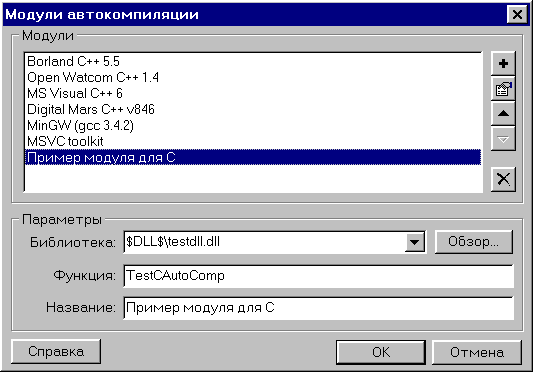 Модули автокомпиляции
Модули
Borland C++ 5.5
Open Watcom C++ 1.4
MS Visual C++ 6
Digital Mars C++ v846
MinGW (gcc 3.4.2)
MSVC toolkit
Пример модуля для C
Параметры
Библиотека: $DLL$\testdll.dll Обзор...
Функция: TestCAutoComp
Название: Пример модуля для C
Справка OK Отмена